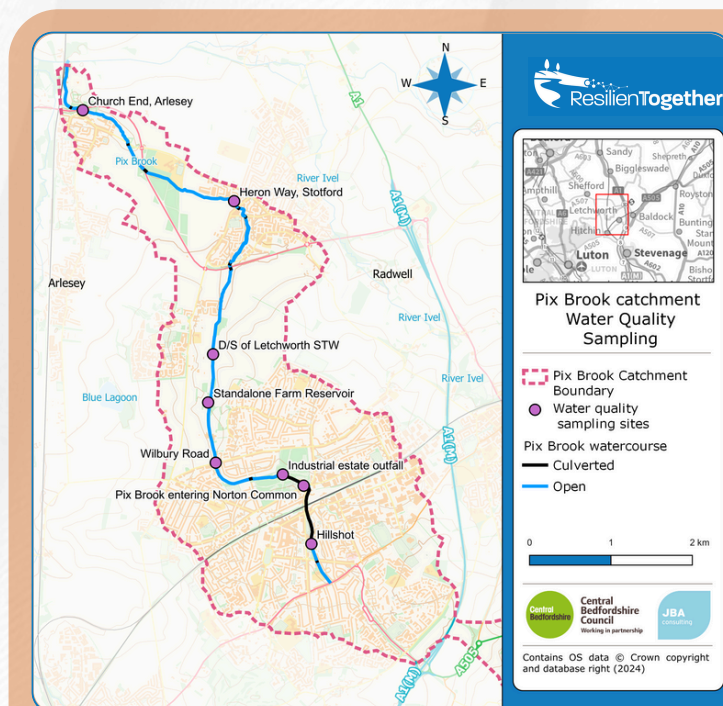 Church End, Arlesey
Pix Brook
Heron Way, Stotford
River Ivel
A1
A1(M)
Arlesey
Radwell
River Ivel
D/S of Letchworth STW
Blue Lagoon
Standalone Farm Reservoir
River Ivel
Wilbury Road
Industrial estate outfall
Pix Brook entering Norton Common
Hillshot
A1(M)
A505
A1(M)
N
W
E
S
ResilienTogether
Sandy
Biggleswade
Shefford
Letchworth
Baldock
Royston
Luton
LUTON
Stevenage
Pix Brook catchment
Water Quality
Sampling
Pix Brook Catchment
Boundary
Water quality
sampling sites
Pix Brook watercourse
Culverted
Open
0 1 2 km
Central
Bedfordshire
Central
Bedfordshire
Council
Working in partnership
JBA
consulting
Contains OS data © Crown copyright
and database right (2024)